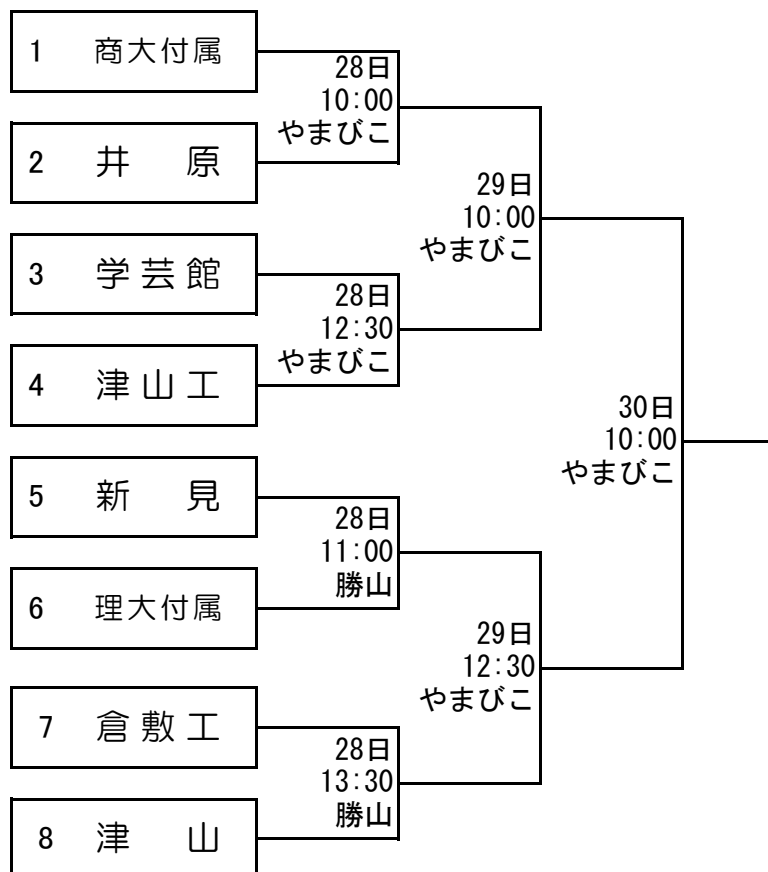 1 商大付属
28日
10:00
やまびこ
2 井 原
29日
10:00
やまびこ
3 学芸館
28日
12:30
やまびこ
4 津山工
30日
10:00
やまびこ
5 新 見
28日
11:00
勝山
6 理大付属
29日
12:30
やまびこ
7 倉敷工
28日
13:30
勝山
8 津 山